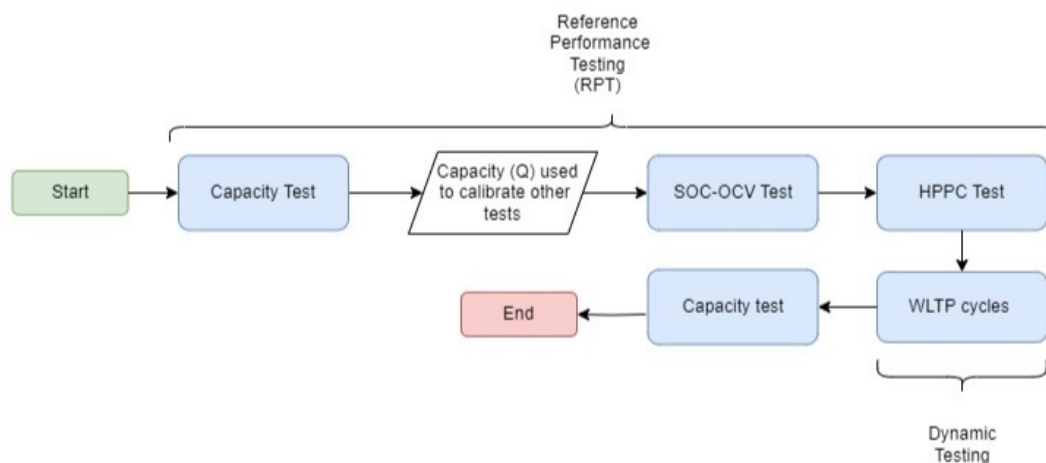 Reference
Performance
Testing
(RPT)
Start
Capacity Test
Capacity (Q) used
to calibrate other
tests
SOC-OCV Test
HPPC Test
End
Capacity test
WLTP cycles
Dynamic
Testing